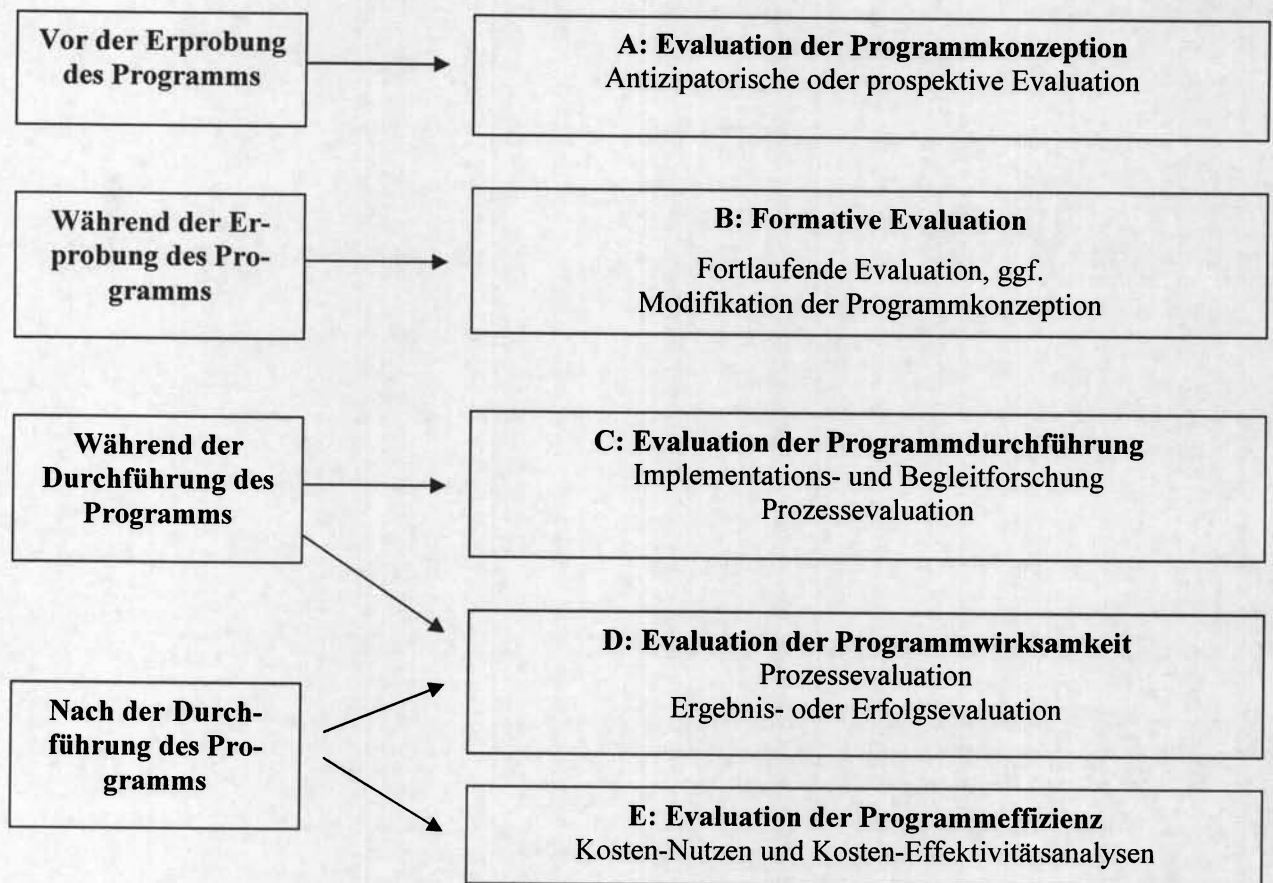 Vor der Erprobung
des Programms
A: Evaluation der Programmkonzeption
Antizipatorische oder prospektive Evaluation
Während der Er-
probung des Pro-
gramms
B: Formative Evaluation
Fortlaufende Evaluation, ggf.
Modifikation der Programmkonzeption
Während der
Durchführung des
Programms
C: Evaluation der Programmdurchführung
Implementations- und Begleitforschung
Prozessevaluation
D: Evaluation der Programmwirksamkeit
Prozessevaluation
Ergebnis- oder Erfolgsevaluation
Nach der Durch-
führung des Pro-
gramms
E: Evaluation der Programmeffizienz
Kosten-Nutzen und Kosten-Effektivitätsanalysen